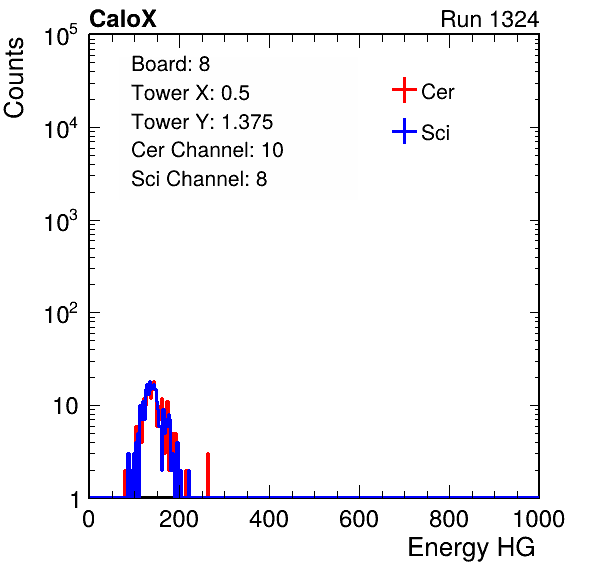 CaloX Run 1324
Counts
Board: 8
Tower X: 0.5
Tower Y: 1.375
Cer Channel: 10
Sci Channel: 8
Cer
Sci
10^5
10^4
10^3
10^2
10
1
0 200 400 600 800 1000
Energy HG